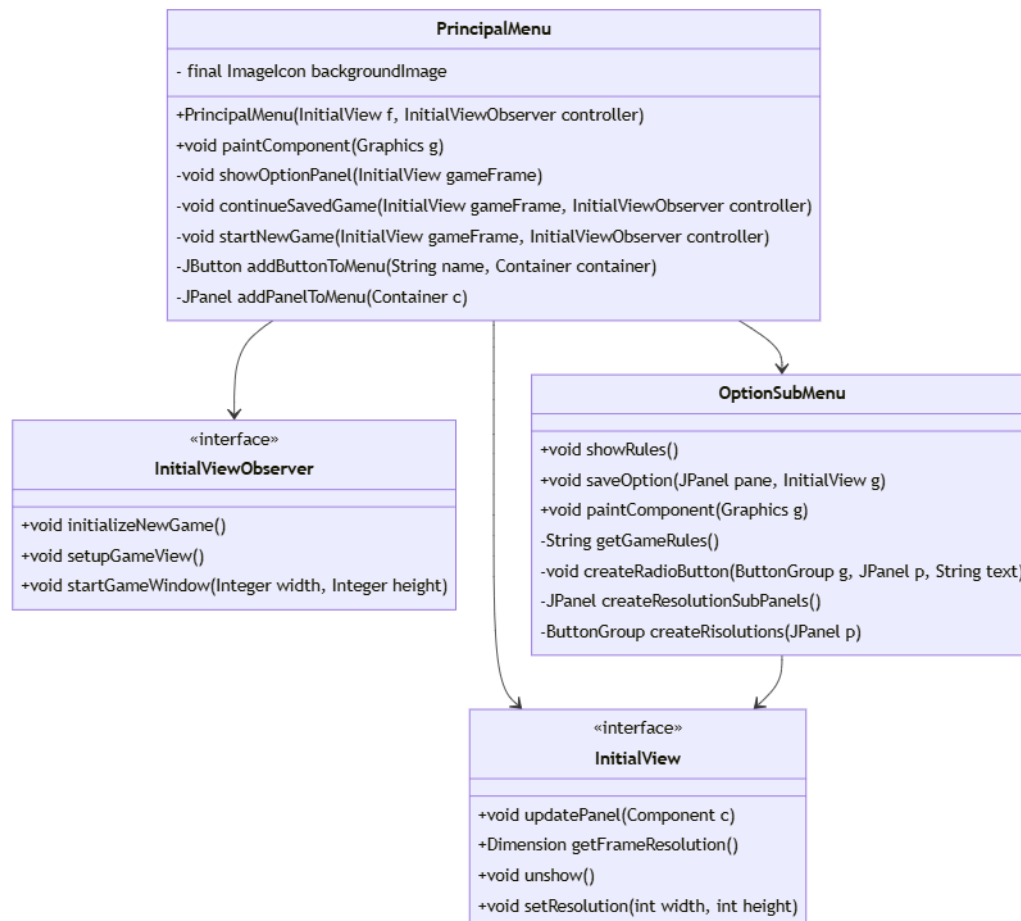 PrincipalMenu
- final ImageIcon backgroundImage
+PrincipalMenu(InitialView f, InitialViewObserver controller)
+void paintComponent(Graphics g)
-void showOptionPanel(InitialView gameFrame)
-void continueSavedGame(InitialView gameFrame, InitialViewObserver controller)
-void startNewGame(InitialView gameFrame, InitialViewObserver controller)
-JButton addButtonToMenu(String name, Container container)
-JPanel addPanelToMenu(Container c)
«interface»
InitialViewObserver
+void initializeNewGame()
+void setupGameView()
+void startGameWindow(Integer width, Integer height)
OptionSubMenu
+void showRules()
+void saveOption(JPanel pane, InitialView g)
+void paintComponent(Graphics g)
-String getGameRules()
-void createRadioButton(ButtonGroup g, JPanel p, String text)
-JPanel createResolutionSubPanels()
-ButtonGroup createRisolutions(JPanel p)
«interface»
InitialView
+void updatePanel(Component c)
+Dimension getFrameResolution()
+void unshow()
+void setResolution(int width, int height)